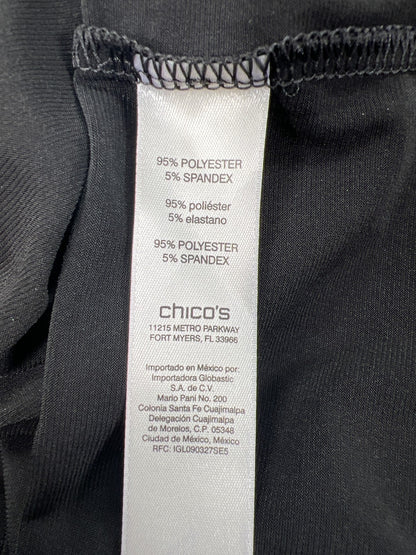 95% POLYESTER
5% SPANDEX
95% poliéster
5% elastano
95% POLYESTER
5% SPANDEX
chico's
11215 METRO PARKWAY
FORT MYERS, FL 33966
Importado en México por:
Importadora Globastic
S.A. de C.V.
Mario Pani No. 200
Colonia Santa Fe Cuajimalpa
Delegación Cuajimalpa
de Morelos, C.P. 05348
Ciudad de México, México
RFC: IGL090327SE5